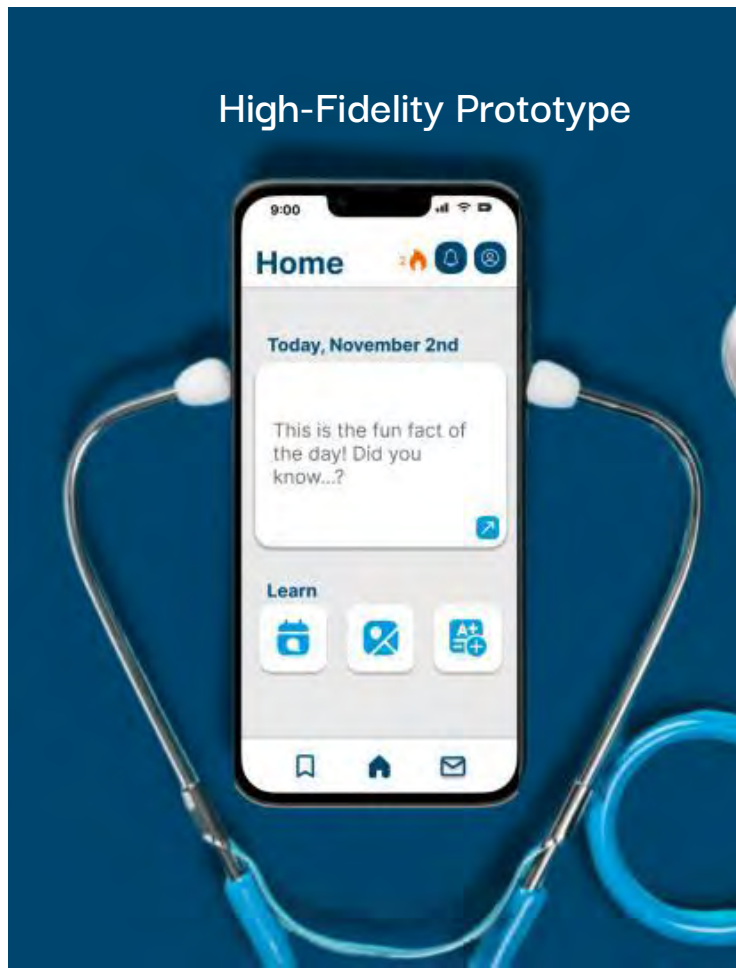 High-Fidelity Prototype
9:00
Home
2
Today, November 2nd
This is the fun fact of
the day! Did you
know...?
Learn
A+